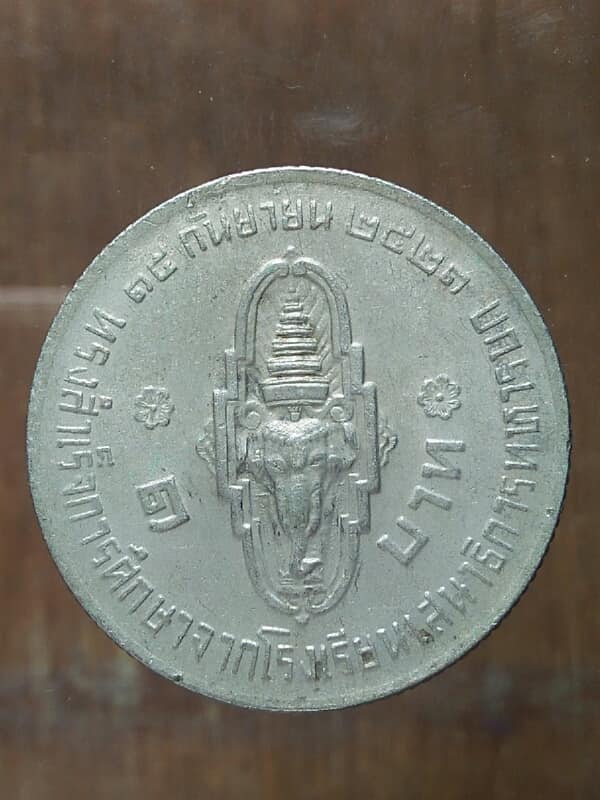 ๑๕ กันยายน ๒๕๒๑
ทรงสำเร็จการศึกษาจากโรงเรียนเสนาธิการทหารบก
๑ บาท